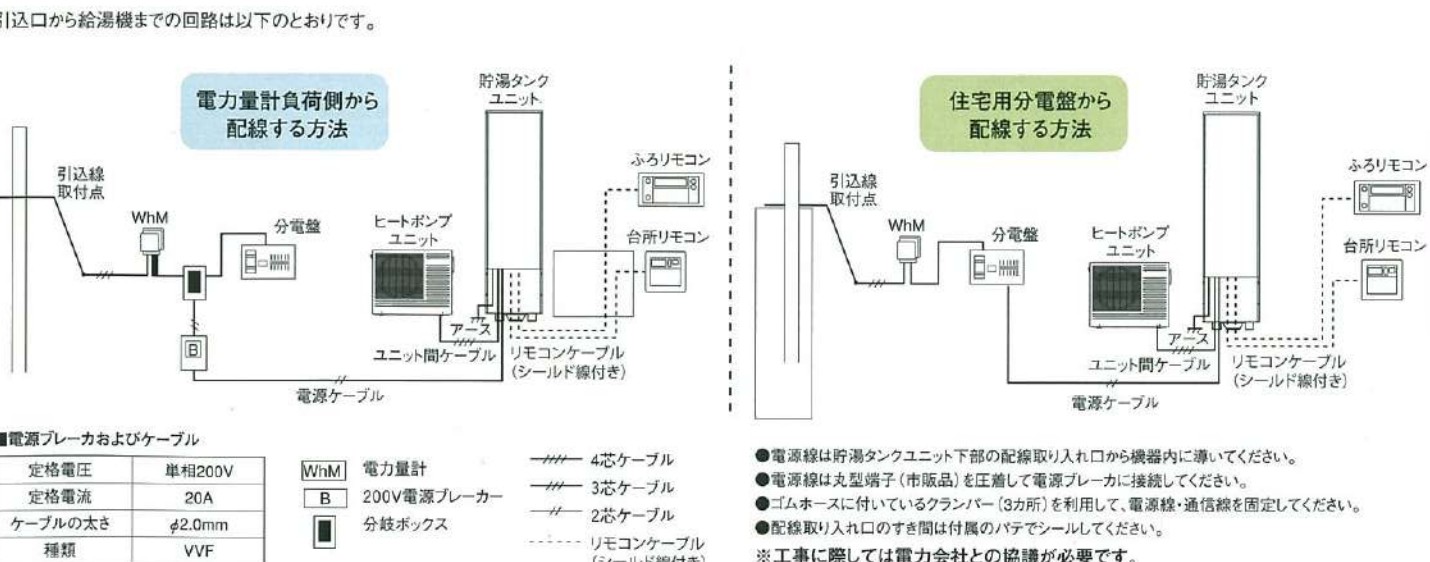 引込口から給湯機までの回路は以下のとおりです。
電力量計負荷側から
配線する方法
貯湯タンク
ユニット
引込線
取付点
WhM
分電盤
ヒートポンプ
ユニット
ふろリモコン
台所リモコン
B
アース
ユニット間ケーブル
リモコンケーブル
(シールド線付き)
電源ケーブル
住宅用分電盤から
配線する方法
貯湯タンク
ユニット
引込線
取付点
WhM
分電盤
ヒートポンプ
ユニット
ふろリモコン
台所リモコン
アース
ユニット間ケーブル
リモコンケーブル
(シールド線付き)
電源ケーブル
■電源ブレーカおよびケーブル
定格電圧 単相200V
定格電流 20A
ケーブルの太さ φ2.0mm
種類 VVF
WhM 電力量計
B 200V電源ブレーカー
分岐ボックス
4芯ケーブル
3芯ケーブル
2芯ケーブル
リモコンケーブル
(シールド線付き)
●電源線は貯湯タンクユニット下部の配線取り入れ口から機器内に導いてください。
●電源線は丸型端子(市販品)を圧着して電源ブレーカに接続してください。
●ゴムホースに付いているクランパー(3カ所)を利用して、電源線・通信線を固定してください。
●配線取り入れ口のすき間は付属のパテでシールしてください。
※工事に際しては電力会社との協議が必要です。